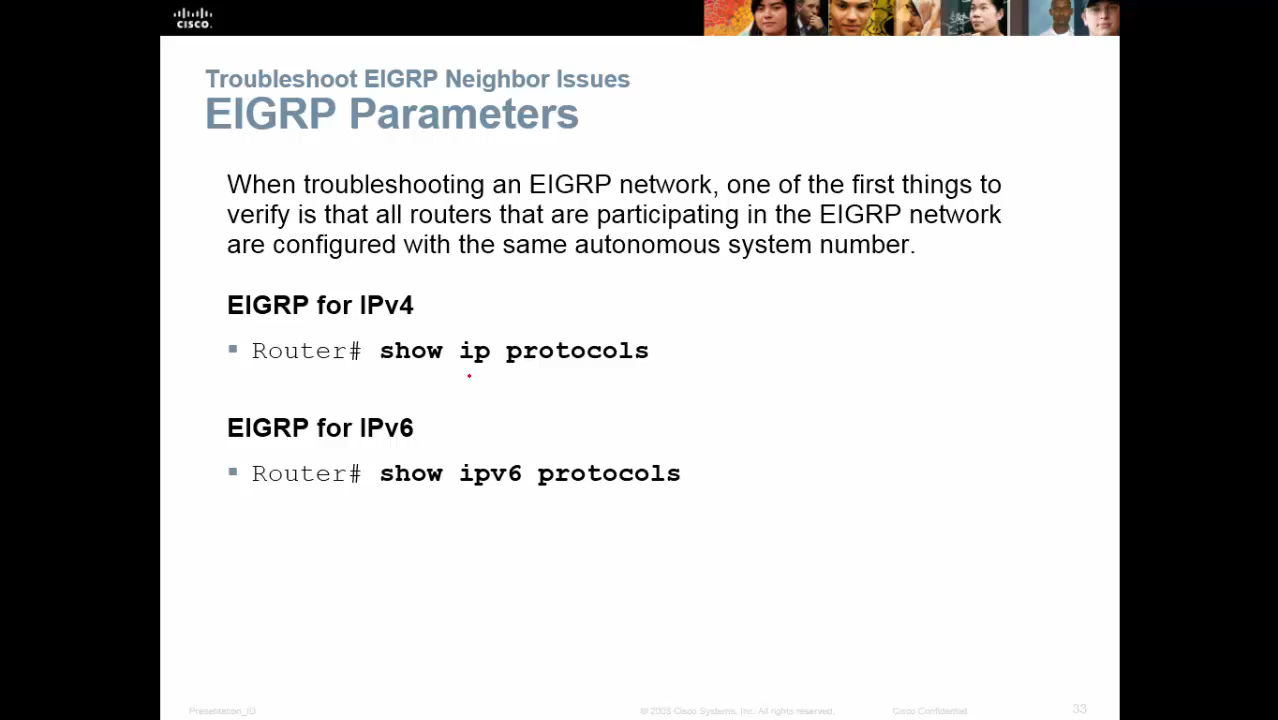 CISCO.
Troubleshoot EIGRP Neighbor Issues
EIGRP Parameters
When troubleshooting an EIGRP network, one of the first things to
verify is that all routers that are participating in the EIGRP network
are configured with the same autonomous system number.
EIGRP for IPv4
▪ Router# show ip protocols
EIGRP for IPv6
▪ Router# show ipv6 protocols
Presentation_ID © 2008 Cisco Systems, Inc. All rights reserved. Cisco Confidential 33